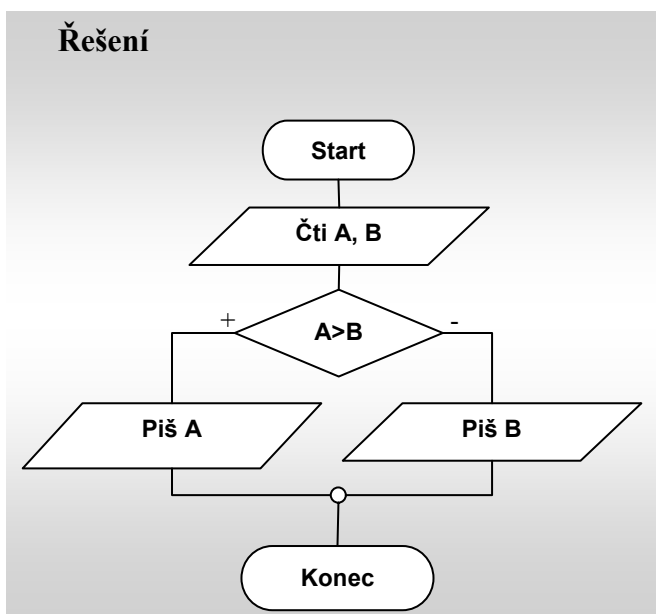 Řešení
Start
Čti A, B
+
A>B
-
Piš A
Piš B
Konec